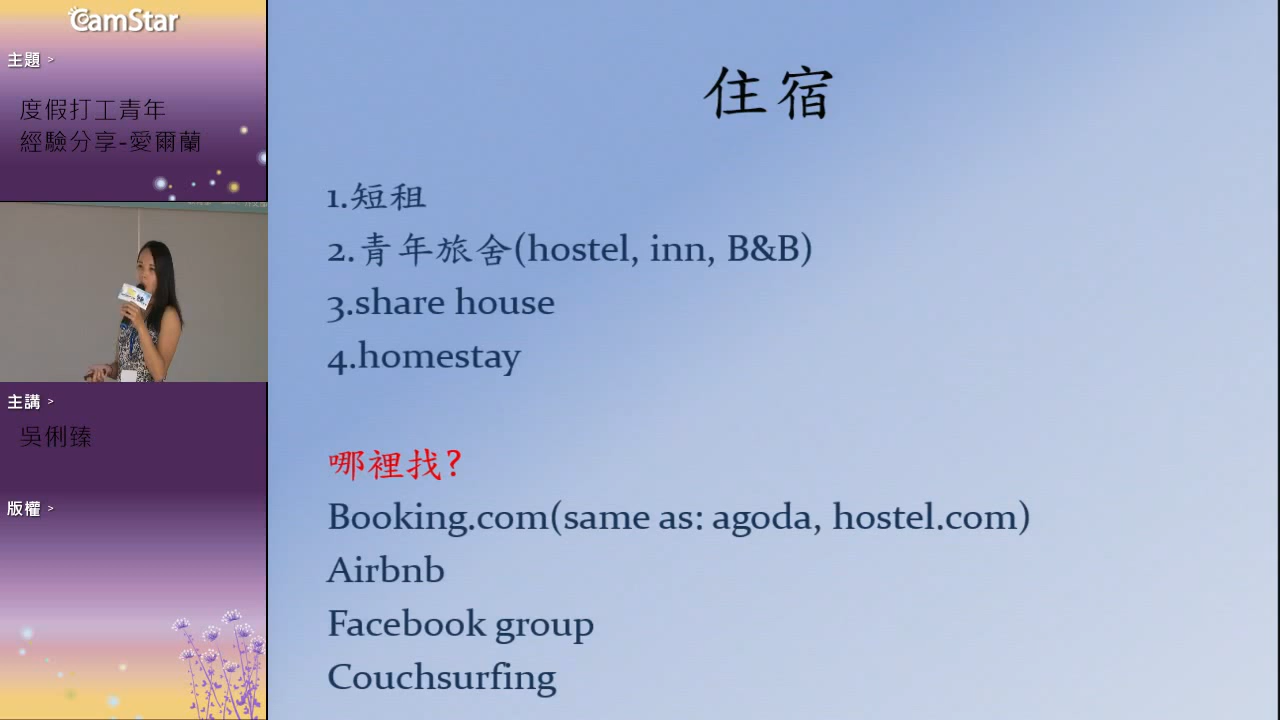 CamStar
主題 >
度假打工青年
經驗分享-愛爾蘭
主講 >
吳俐臻
版權 >
住宿
1.短租
2.青年旅舍(hostel, inn, B&B)
3.share house
4.homestay
哪裡找?
Booking.com(same as: agoda, hostel.com)
Airbnb
Facebook group
Couchsurfing